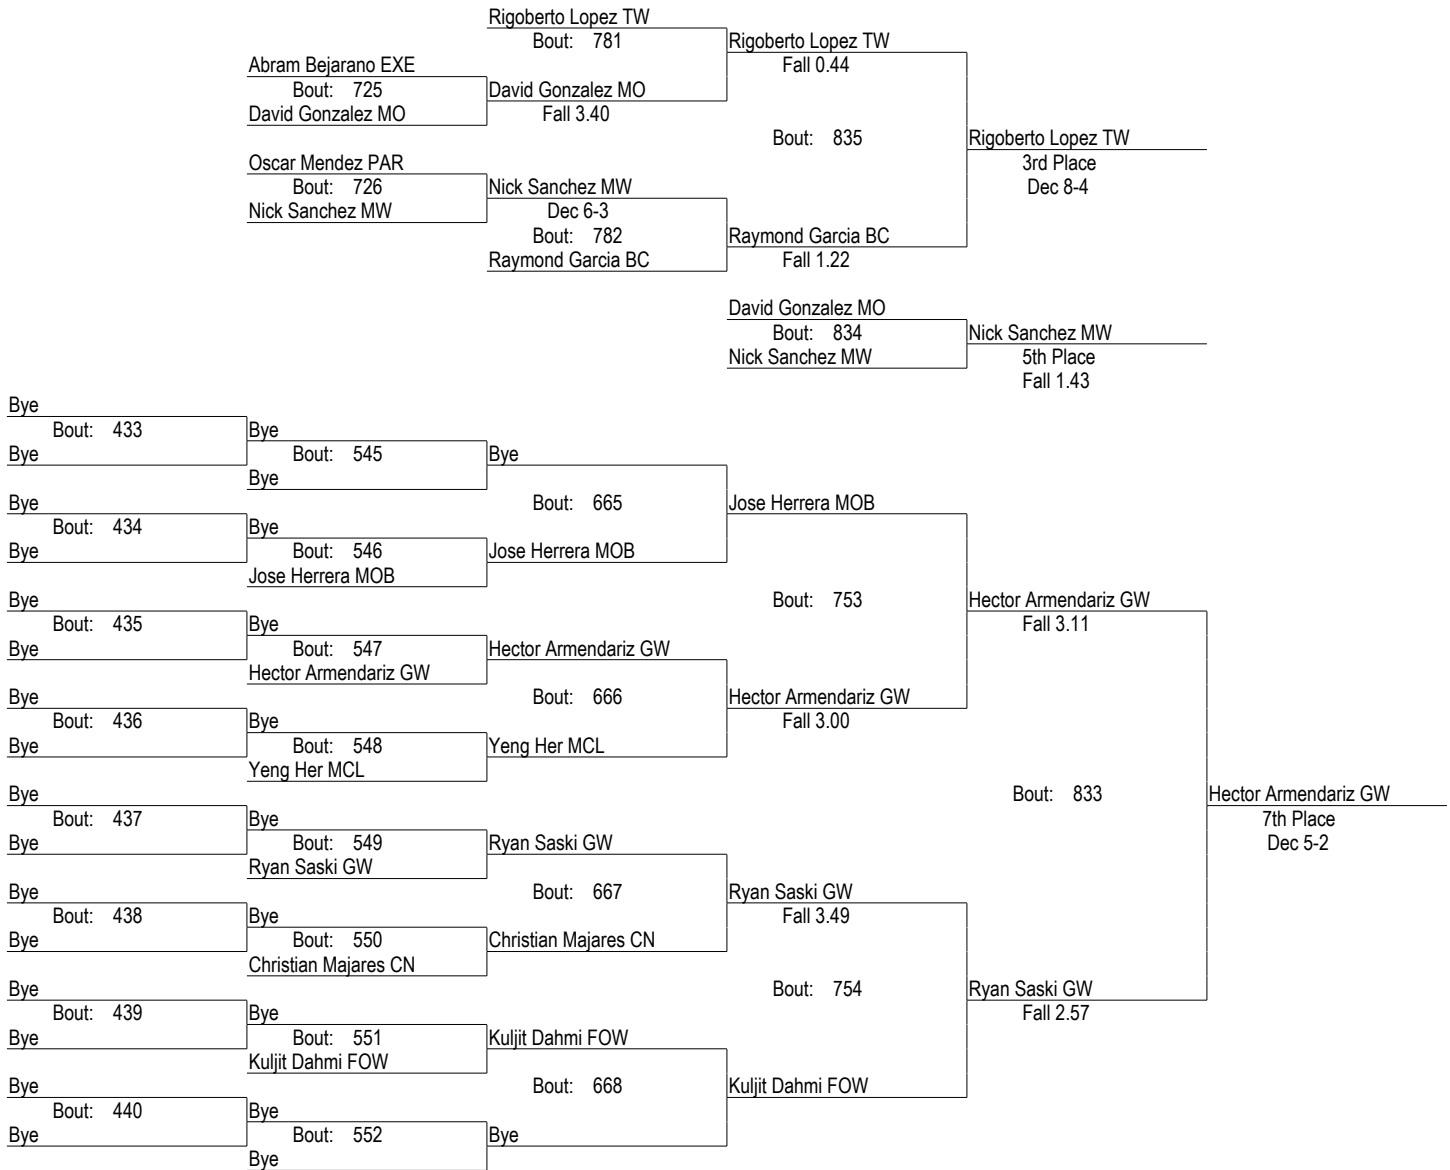 Rigoberto Lopez TW
Bout: 781
Rigoberto Lopez TW
Abram Bejarano EXE
Fall 0.44
Bout: 725
David Gonzalez MO
David Gonzalez MO
Fall 3.40
Bout: 835
Rigoberto Lopez TW
Oscar Mendez PAR
3rd Place
Bout: 726
Nick Sanchez MW
Dec 8-4
Nick Sanchez MW
Dec 6-3
Bout: 782
Raymond Garcia BC
Raymond Garcia BC
Fall 1.22
David Gonzalez MO
Bout: 834
Nick Sanchez MW
Nick Sanchez MW
5th Place
Fall 1.43
Bye
Bout: 433
Bye
Bye
Bout: 545
Bye
Bye
Bye
Bout: 665
Jose Herrera MOB
Bout: 434
Bye
Bye
Bout: 546
Jose Herrera MOB
Jose Herrera MOB
Bye
Bout: 753
Hector Armendariz GW
Bout: 435
Bye
Fall 3.11
Bye
Bout: 547
Hector Armendariz GW
Hector Armendariz GW
Bye
Bout: 666
Hector Armendariz GW
Bout: 436
Bye
Fall 3.00
Bye
Bout: 548
Yeng Her MCL
Yeng Her MCL
Bye
Bout: 833
Hector Armendariz GW
Bout: 437
Bye
7th Place
Bye
Bout: 549
Ryan Saski GW
Dec 5-2
Ryan Saski GW
Bye
Bout: 667
Ryan Saski GW
Bout: 438
Bye
Fall 3.49
Bye
Bout: 550
Christian Majares CN
Christian Majares CN
Bye
Bout: 754
Ryan Saski GW
Bout: 439
Bye
Fall 2.57
Bye
Bout: 551
Kuljit Dahmi FOW
Kuljit Dahmi FOW
Bye
Bout: 668
Kuljit Dahmi FOW
Bout: 440
Bye
Bye
Bout: 552
Bye
Bye